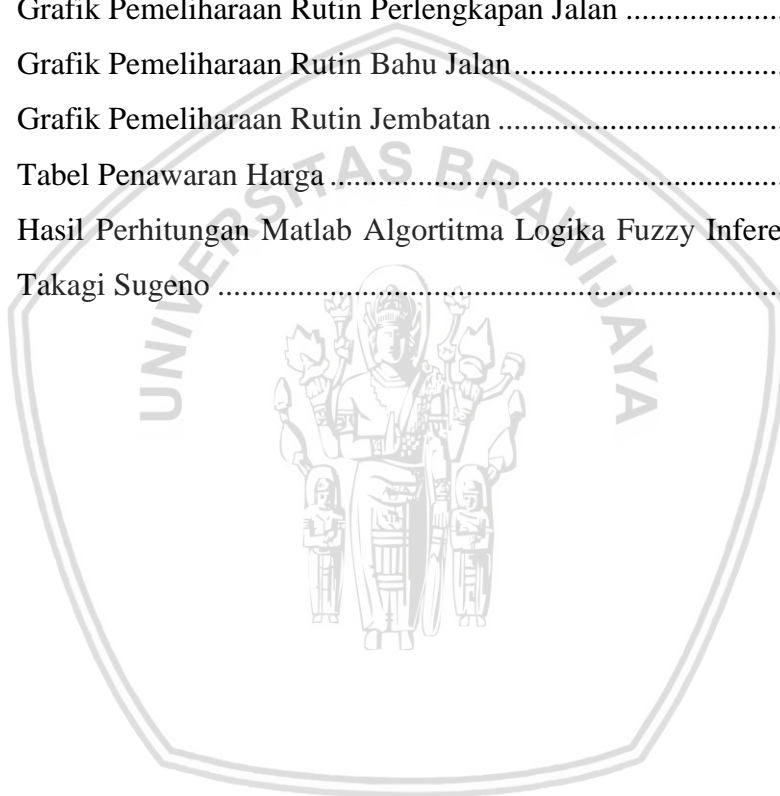 Grafik Pemeliharaan Rutin Perlengkapan Jalan ....................
Grafik Pemeliharaan Rutin Bahu Jalan..................................
Grafik Pemeliharaan Rutin Jembatan ....................................
Tabel Penawaran Harga.........................................................
Hasil Perhitungan Matlab Algortitma Logika Fuzzy
Takagi Sugeno .......................................................................
UNIVERSITAS BRAWIJAYA